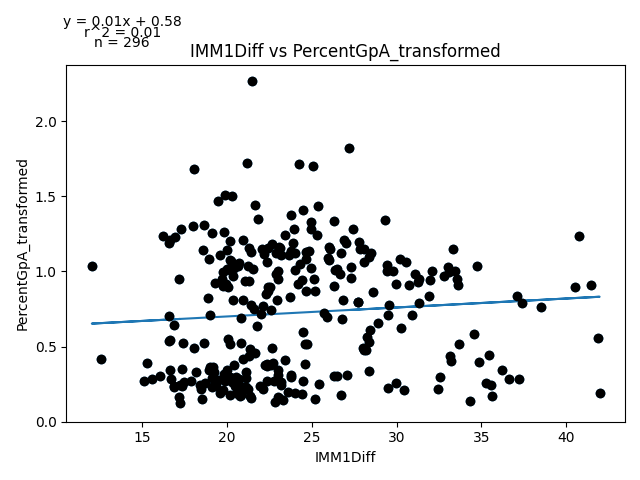 y = 0.01x + 0.58
r^2 = 0.01
n = 296
IMM1Diff vs PercentGpA_transformed
PercentGpA_transformed
2.0
1.5
1.0
0.5
0.0
15 20 25 30 35 40
IMM1Diff